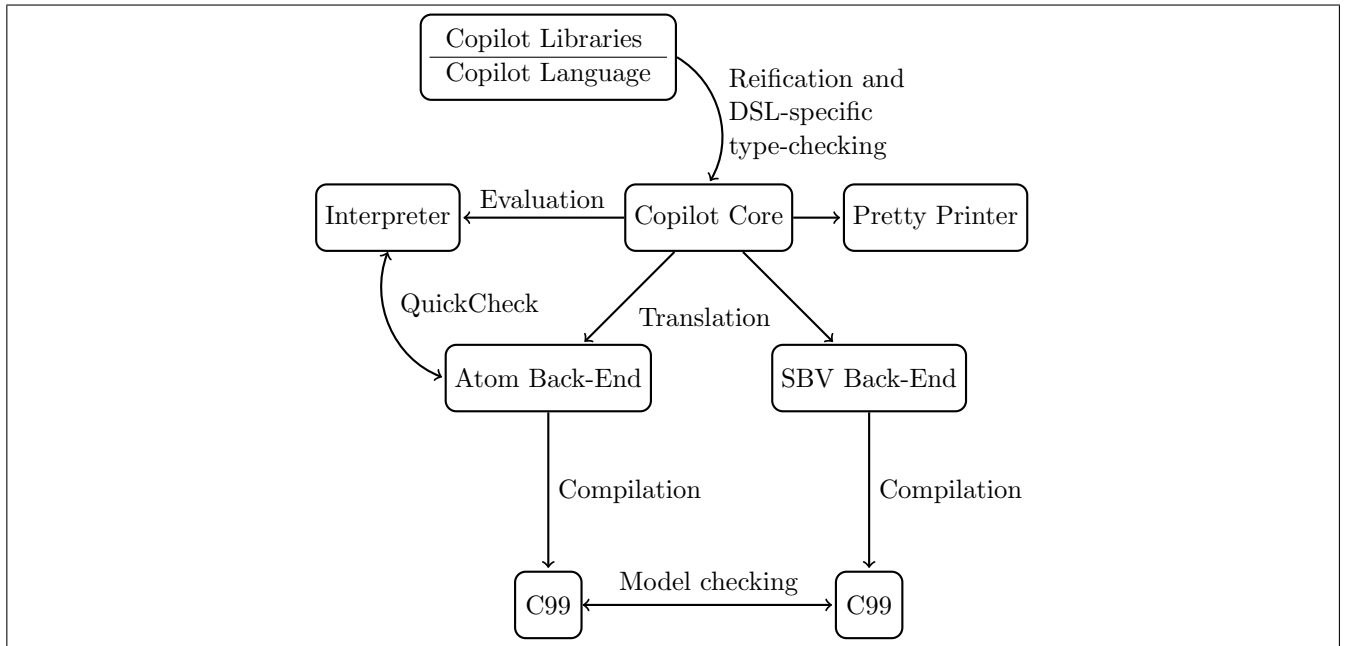 Copilot Libraries
Copilot Language
Reification and
DSL-specific
type-checking
Interpreter
Evaluation
Copilot Core
Pretty Printer
QuickCheck
Translation
Atom Back-End
SBV Back-End
Compilation
Compilation
C99
Model checking
C99